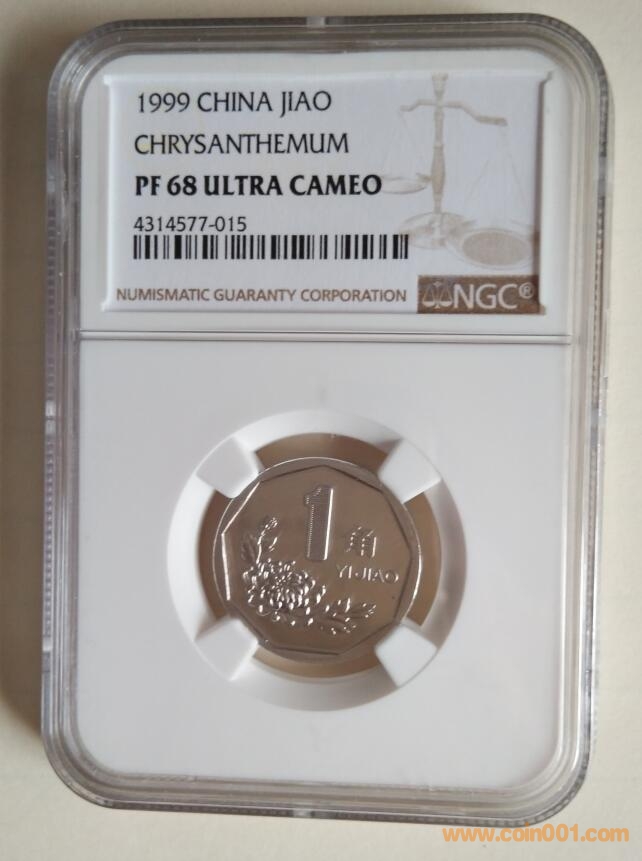 1999 CHINA JIAO
CHRYSANTHEMUM
PF 68 ULTRA CAMEO
4314577-015
NUMISMATIC GUARANTY CORPORATION
NGC®
1
角
YI JIAO
www.coin001.com